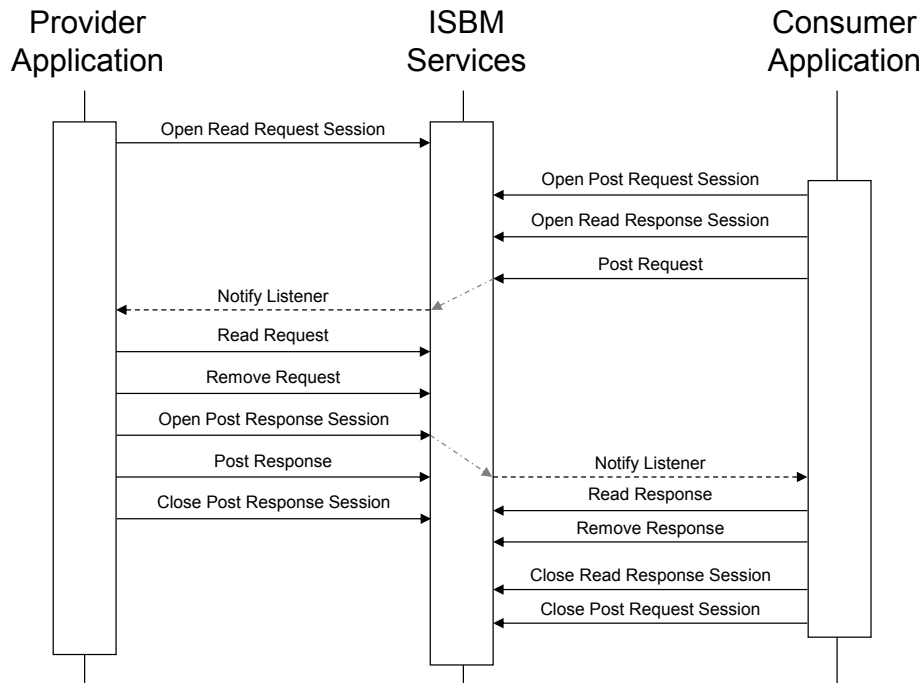 Provider
Application
ISBM
Services
Consumer
Application
Open Read Request Session
Open Post Request Session
Open Read Response Session
Post Request
Notify Listener
Read Request
Remove Request
Open Post Response Session
Post Response
Notify Listener
Read Response
Close Post Response Session
Remove Response
Close Read Response Session
Close Post Request Session